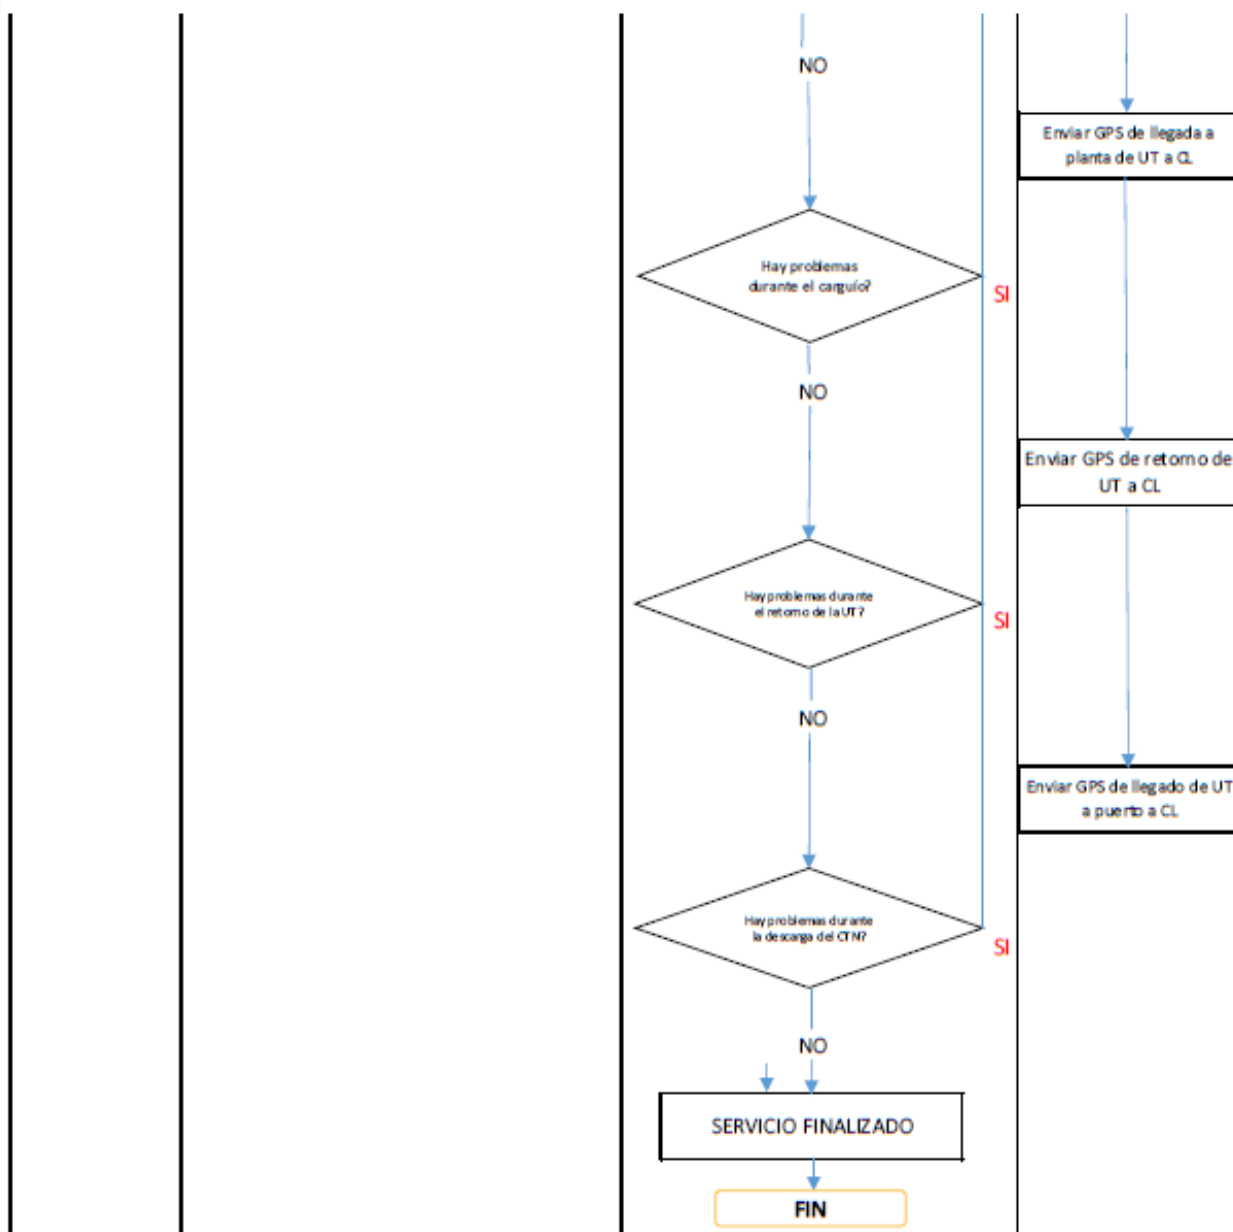 NO
Enviar GPS de llegada a
planta de UT a CL
Hay problemas
durante el carguío?
SI
NO
Enviar GPS de retorno de
UT a CL
Hay problemas durante
el retorno de la UT?
SI
NO
Enviar GPS de llegado de UT
a puerto a CL
Hay problemas durante
la descarga del CTN?
SI
NO
SERVICIO FINALIZADO
FIN